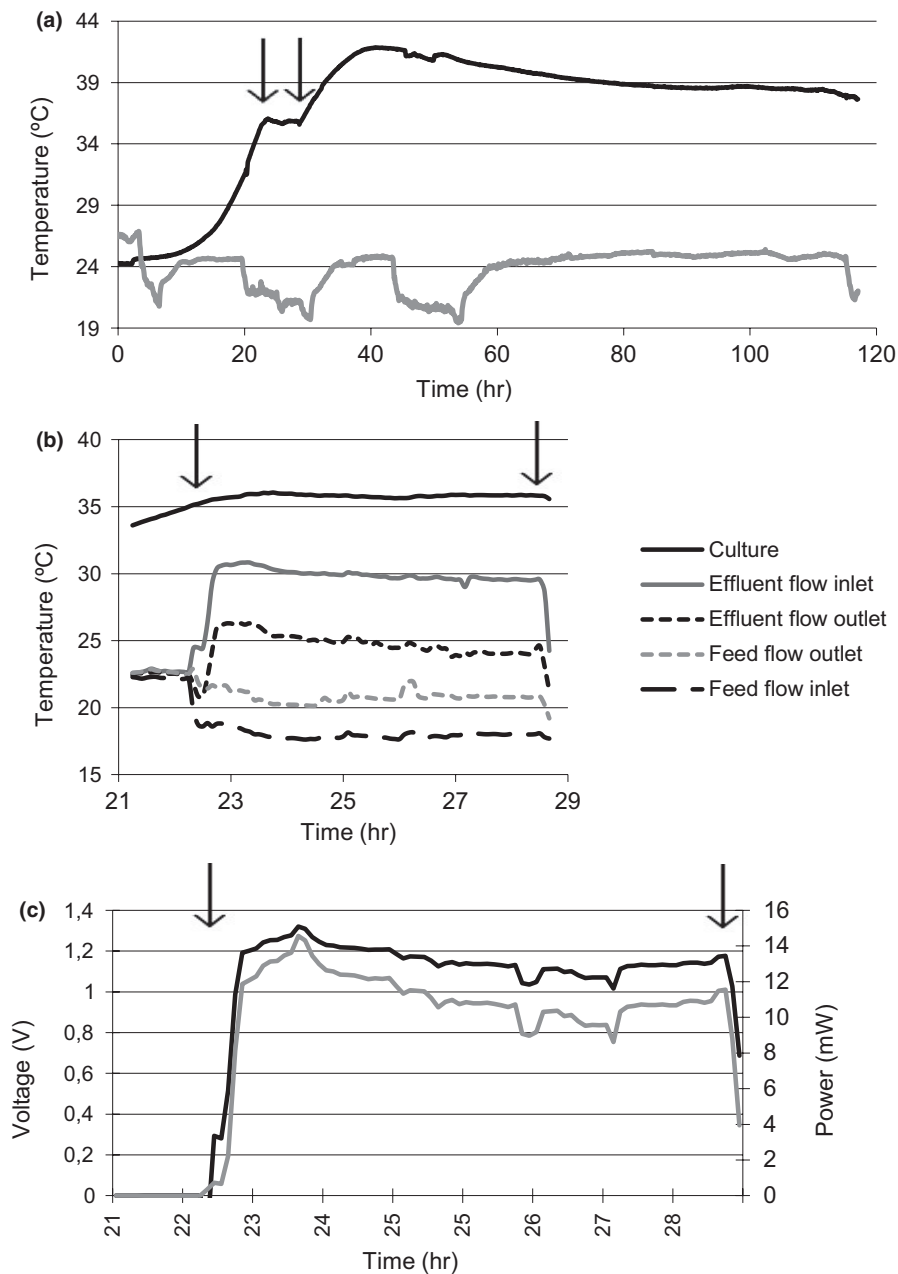 (a)
44
39
34
29
24
19
Temperature (ºC)
0 20 40 60 80 100 120
Time (hr)
(b)
40
35
30
25
20
15
Temperature (ºC)
21 23 25 27 29
Time (hr)
Culture
Effluent flow inlet
Effluent flow outlet
Feed flow outlet
Feed flow inlet
(c)
1,4
1,2
1
0,8
0,6
0,4
0,2
0
Voltage (V)
16
14
12
10
8
6
4
2
0
Power (mW)
21 22 22 23 24 25 25 26 27 28
Time (hr)